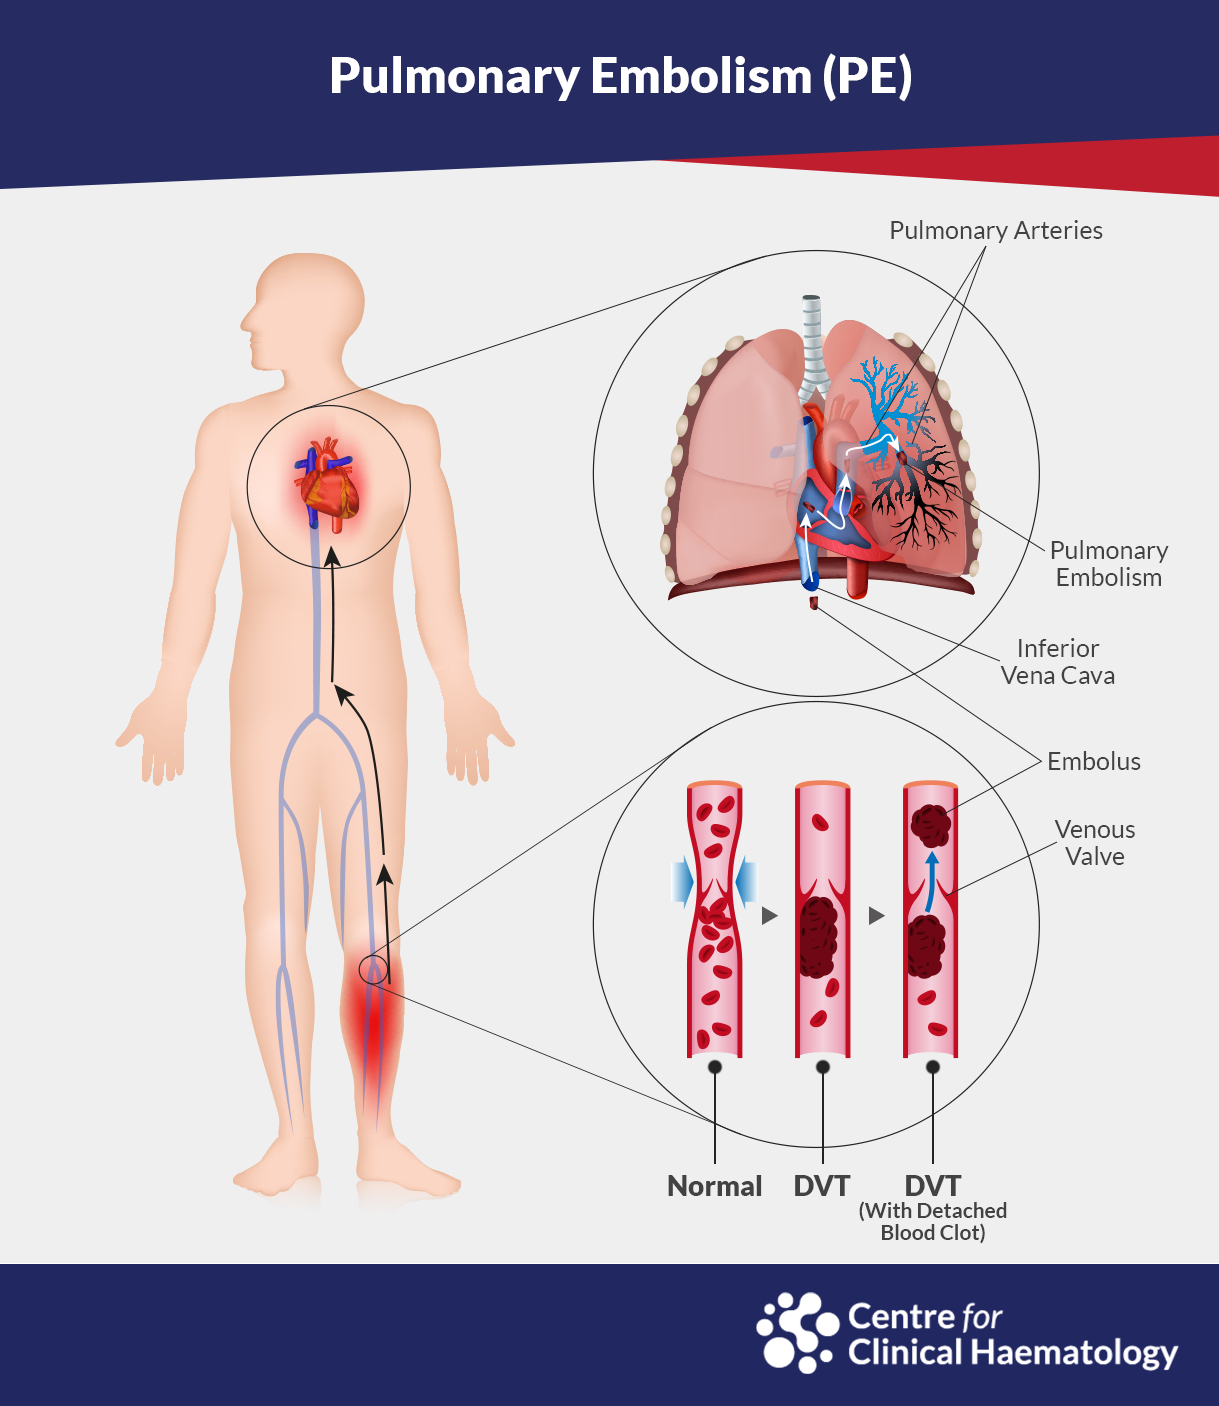 Pulmonary Embolism (PE)
Pulmonary Arteries
Pulmonary
Embolism
Inferior
Vena Cava
Embolus
Venous
Valve
Normal
DVT
DVT
(With Detached
Blood Clot)
Centre for
Clinical Haematology